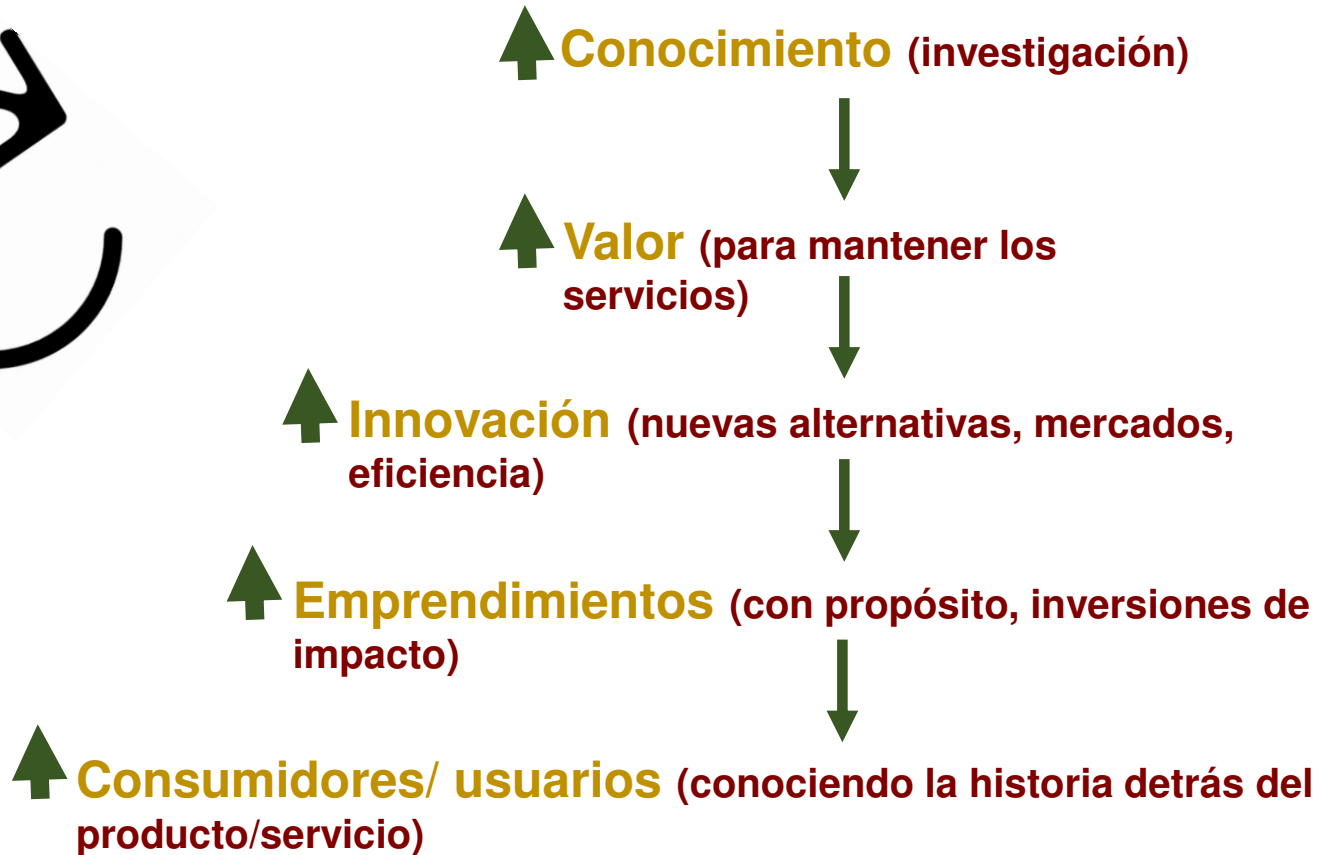 Conocimiento (investigación)
Valor (para mantener los
servicios)
Innovación (nuevas alternativas, mercados,
eficiencia)
Emprendimientos (con propósito, inversiones de
impacto)
Consumidores/ usuarios (conociendo la historia detrás del
producto/servicio)